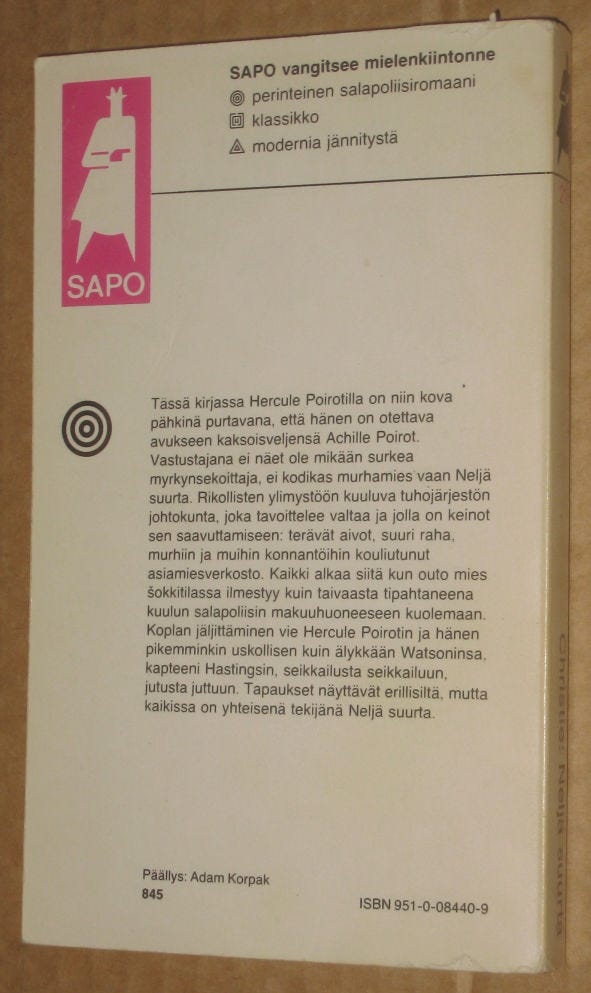 SAPO vangitsee mielenkiintonne
perinteinen salapoliisiromaani
klassikko
modernia jännitystä
SAPO
Tässä kirjassa Hercule Poirotilla on niin kova
pähkinä purtavana, että hänen on otettava
avukseen kaksoisveljensä Achille Poirot.
Vastustajana ei näet ole mikään surkea
myrkynsekoittaja, ei kodikas murhamies vaan Neljä
suurta. Rikollisten ylimystöön kuuluva tuhojärjestön
johtokunta, joka tavoittelee valtaa ja jolla on keinot
sen saavuttamiseen: terävät aivot, suuri raha,
murhiin ja muihin konnantöihin kouliutunut
asiamiesverkosto. Kaikki alkaa siitä kun outo mies
šokkitilassa ilmestyy kuin taivaasta tipahtaneena
kuulun salapoliisin makuuhuoneeseen kuolemaan.
Koplan jäljittäminen vie Hercule Poirotin ja hänen
pikemminkin uskollisen kuin älykkään Watsoninsa,
kapteeni Hastingsin, seikkailusta seikkailuun,
jutusta juttuun. Tapaukset näyttävät erillisiltä, mutta
kaikissa on yhteisenä tekijänä Neljä suurta.
Päällys: Adam Korpak
845
ISBN 951-0-08440-9
Christie: Neljä suurta